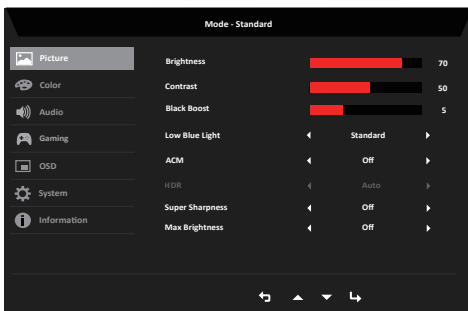 Mode - Standard
Picture
Color
Audio
Gaming
OSD
System
Information
Brightness 70
Contrast 50
Black Boost 5
Low Blue Light Standard
ACM Off
HDR Auto
Super Sharpness Off
Max Brightness Off